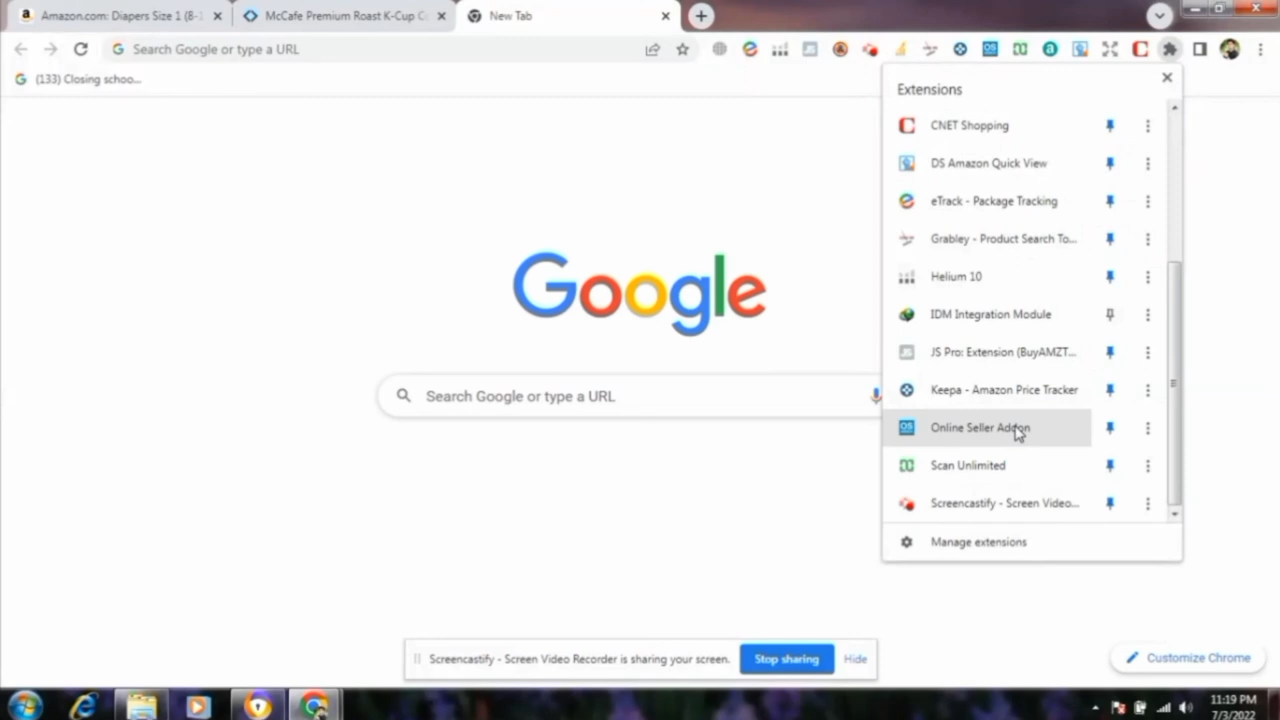 Amazon.com: Diapers Size 1 (8-1
McCafe Premium Roast K-Cup C
New Tab
Search Google or type a URL
(133) Closing schoo...
Extensions
CNET Shopping
DS Amazon Quick View
eTrack - Package Tracking
Grabley - Product Search To...
Helium 10
IDM Integration Module
JS Pro: Extension (BuyAMZT...
Keepa - Amazon Price Tracker
Online Seller Addon
Scan Unlimited
Screencastify - Screen Video...
Manage extensions
Google
Search Google or type a URL
Screencastify - Screen Video Recorder is sharing your screen.
Stop sharing
Hide
Customize Chrome
11:19 PM
7/3/2022